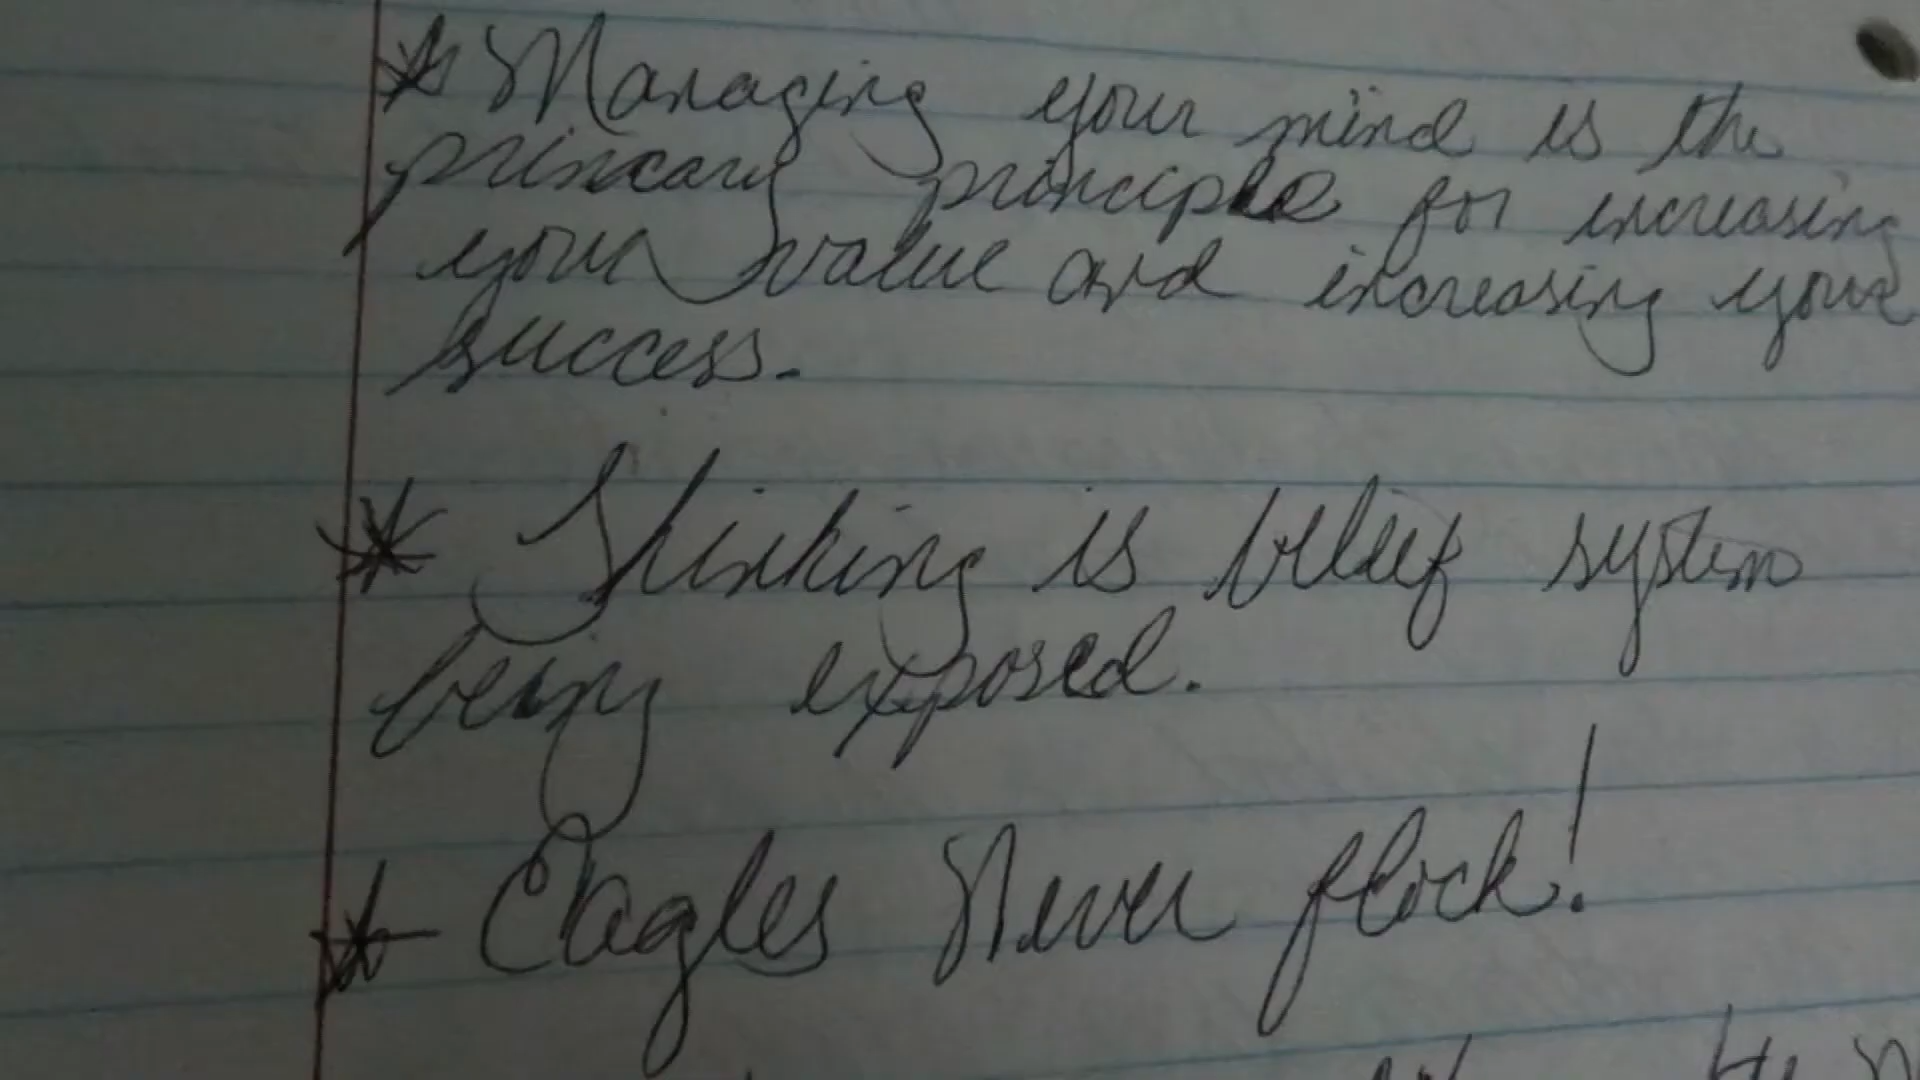 * Managing your mind is the
primary principle for increasing
your value and increasing your
success.
* Thinking is belief system
being exposed.
* Eagles Never flock!